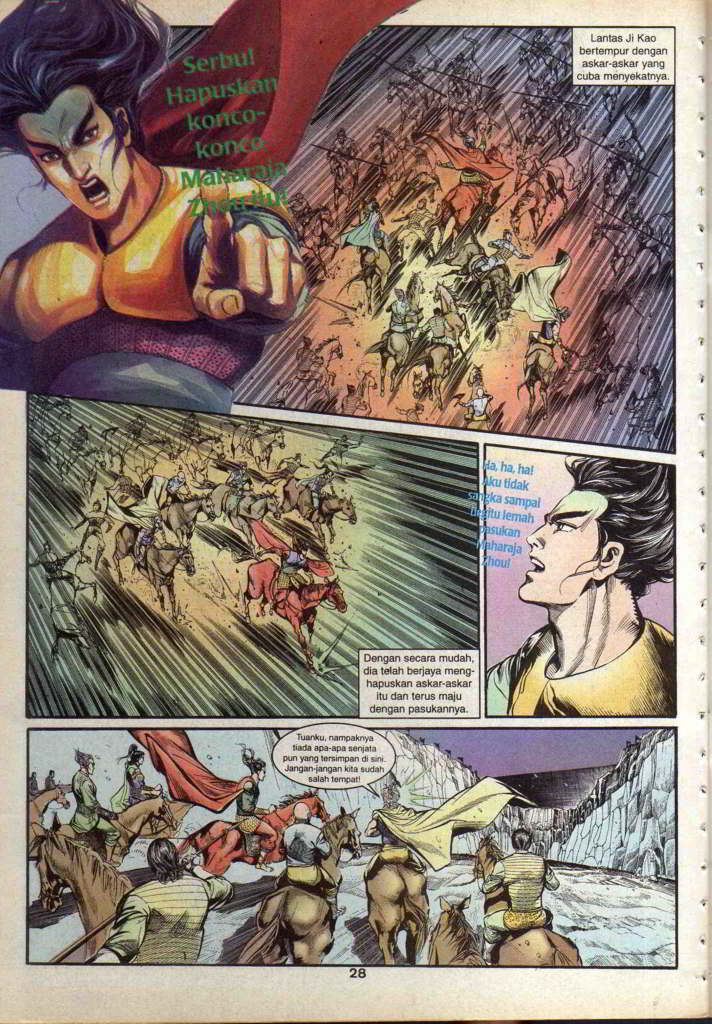 Serbu!
Hapuskan
konco-
konco
Maharaja
Zhou itu!
Lantas Ji Kao
bertempur dengan
askar-askar yang
cuba menyekatnya.
Dengan secara mudah,
dia telah berjaya meng-
hapuskan askar-askar
itu dan terus maju
dengan pasukannya.
Ha, ha, ha!
Aku tidak
sangka sampai
begitu lemah
pasukan
Maharaja
Zhou!
Tuanku, nampaknya
tiada apa-apa senjata
pun yang tersimpan di sini.
Jangan-jangan kita sudah
salah tempat!
28